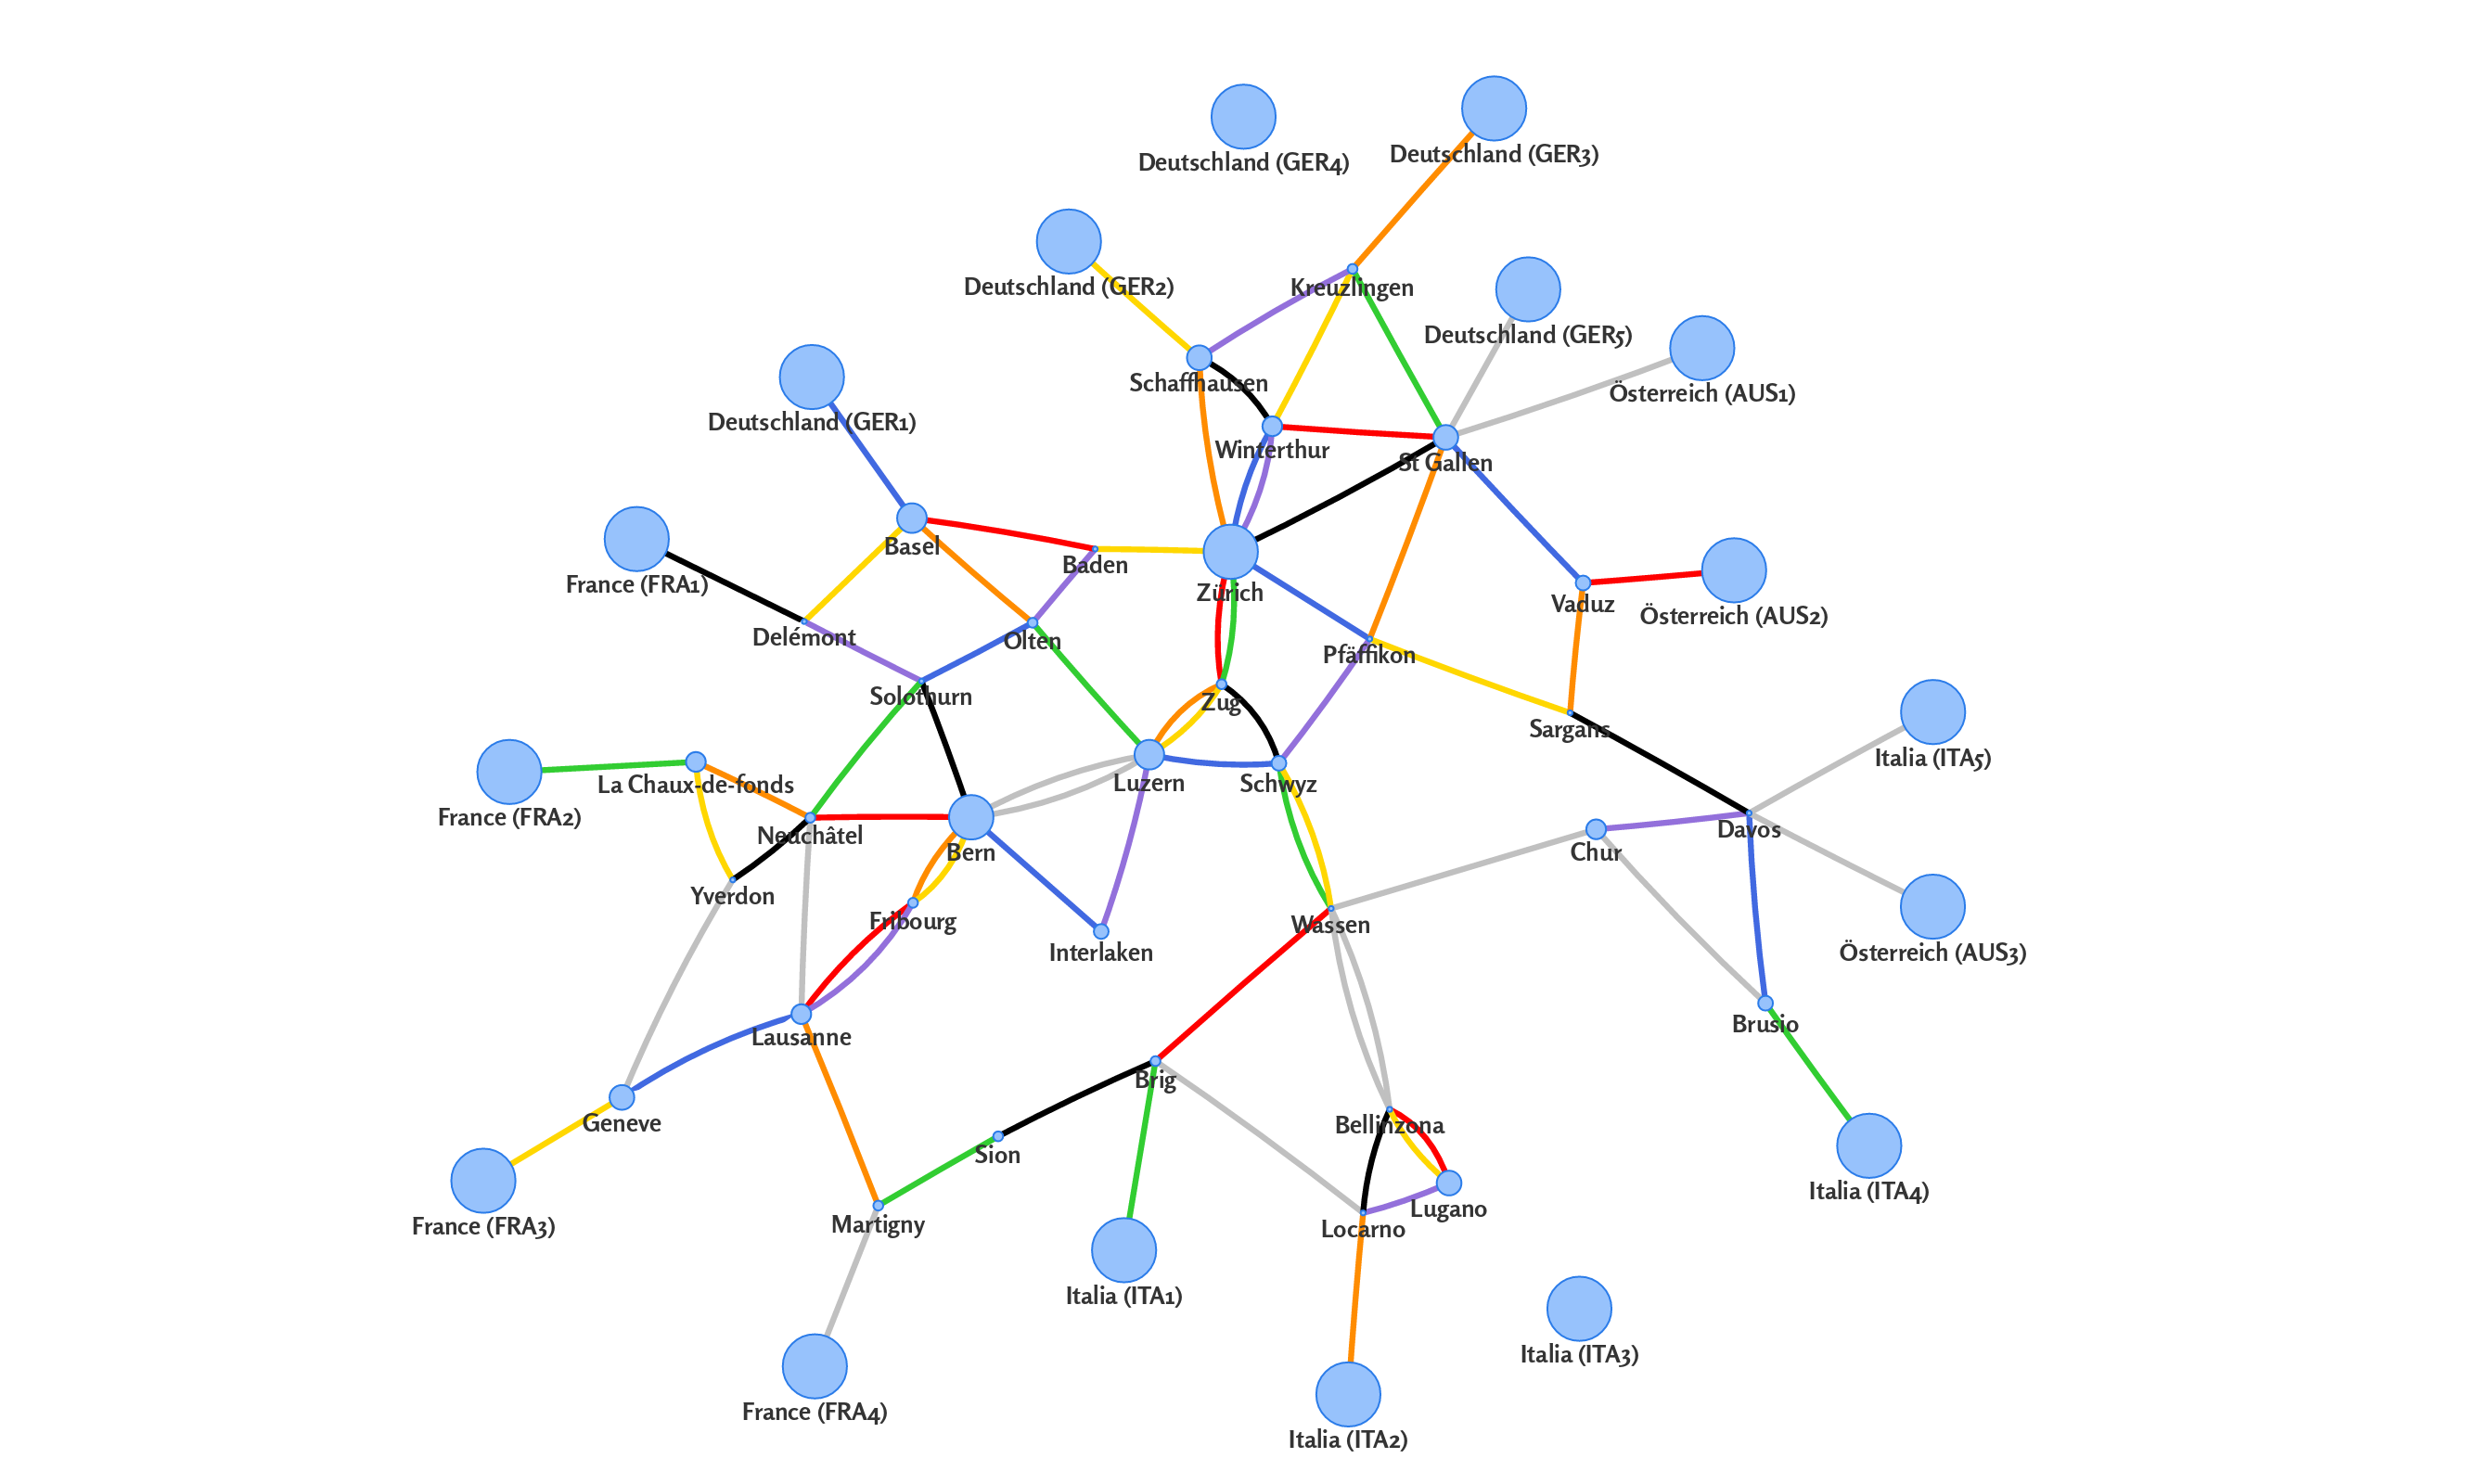 Deutschland (GER4)
Deutschland (GER3)
Deutschland (GER2)
Kreuzlingen
Deutschland (GER5)
Schaffhausen
Österreich (AUS1)
Deutschland (GER1)
Winterthur
St Gallen
Basel
Baden
France (FRA1)
Zürich
Vaduz
Österreich (AUS2)
Delémont
Olten
Pfäffikon
Solothurn
Zug
Sargans
Italia (ITA5)
La Chaux-de-fonds
Luzern
Schwyz
France (FRA2)
Neuchâtel
Bern
Chur
Davos
Yverdon
Fribourg
Wassen
Interlaken
Österreich (AUS3)
Lausanne
Brusio
Brig
Geneve
Bellinzona
Sion
Italia (ITA4)
Lugano
France (FRA3)
Martigny
Locarno
Italia (ITA1)
Italia (ITA3)
France (FRA4)
Italia (ITA2)